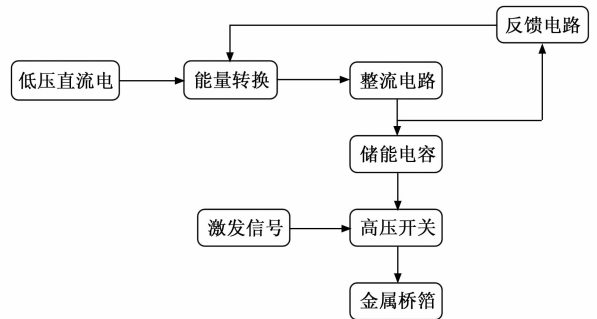 反馈电路
低压直流电
能量转换
整流电路
储能电容
激发信号
高压开关
金属桥箔